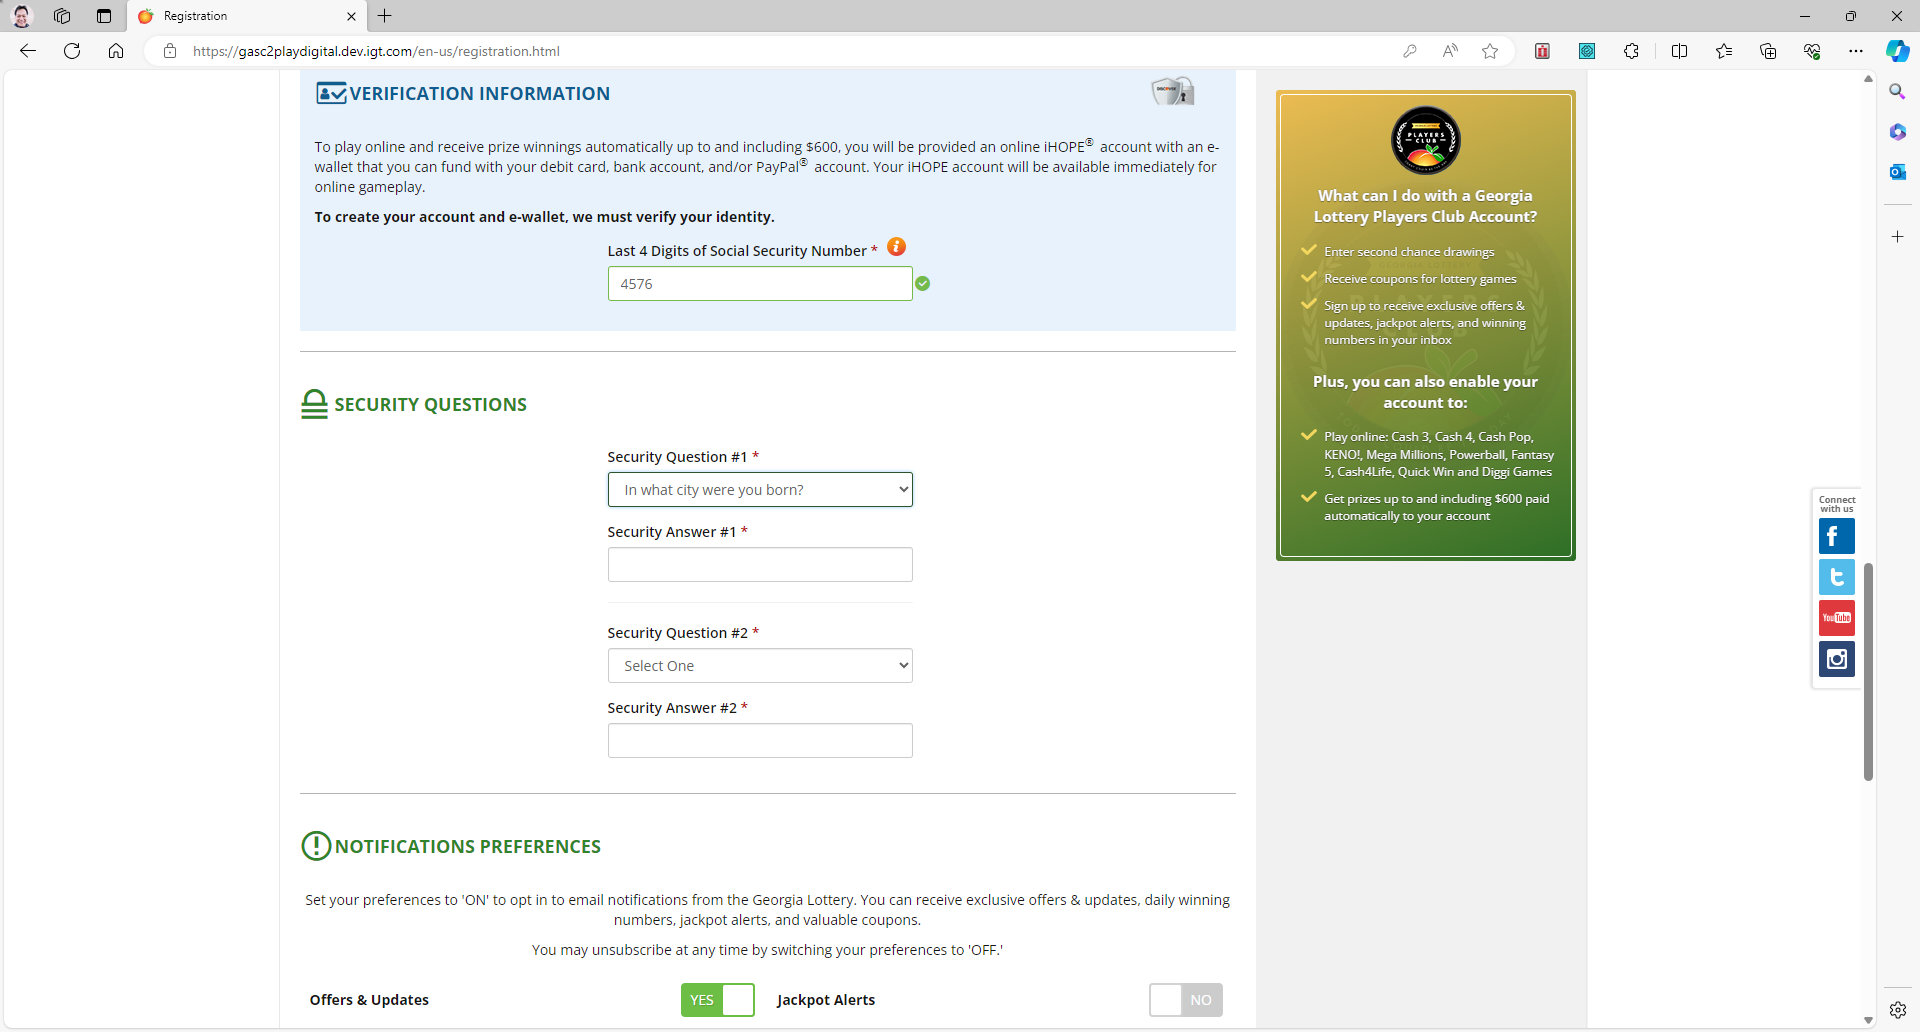 Registration
https://gasc2playdigital.dev.igt.com/en-us/registration.html
VERIFICATION INFORMATION
To play online and receive prize winnings automatically up to and including $600, you will be provided an online iHOPE® account with an e-
wallet that you can fund with your debit card, bank account, and/or PayPal® account. Your iHOPE account will be available immediately for
online gameplay.
To create your account and e-wallet, we must verify your identity.
Last 4 Digits of Social Security Number *
4576
SECURITY QUESTIONS
Security Question #1 *
In what city were you born?
Security Answer #1 *
Security Question #2 *
Select One
Security Answer #2 *
NOTIFICATIONS PREFERENCES
Set your preferences to 'ON' to opt in to email notifications from the Georgia Lottery. You can receive exclusive offers & updates, daily winning
numbers, jackpot alerts, and valuable coupons.
You may unsubscribe at any time by switching your preferences to 'OFF.'
Offers & Updates
YES
Jackpot Alerts
NO
PLAYERS
CLUB
What can I do with a Georgia
Lottery Players Club Account?
Enter second chance drawings
Receive coupons for lottery games
Sign up to receive exclusive offers &
updates, jackpot alerts, and winning
numbers in your inbox
Plus, you can also enable your
account to:
Play online: Cash 3, Cash 4, Cash Pop,
KENO!, Mega Millions, Powerball, Fantasy
5, Cash4Life, Quick Win and Diggi Games
Get prizes up to and including $600 paid
automatically to your account
Connect
with us
YouTube